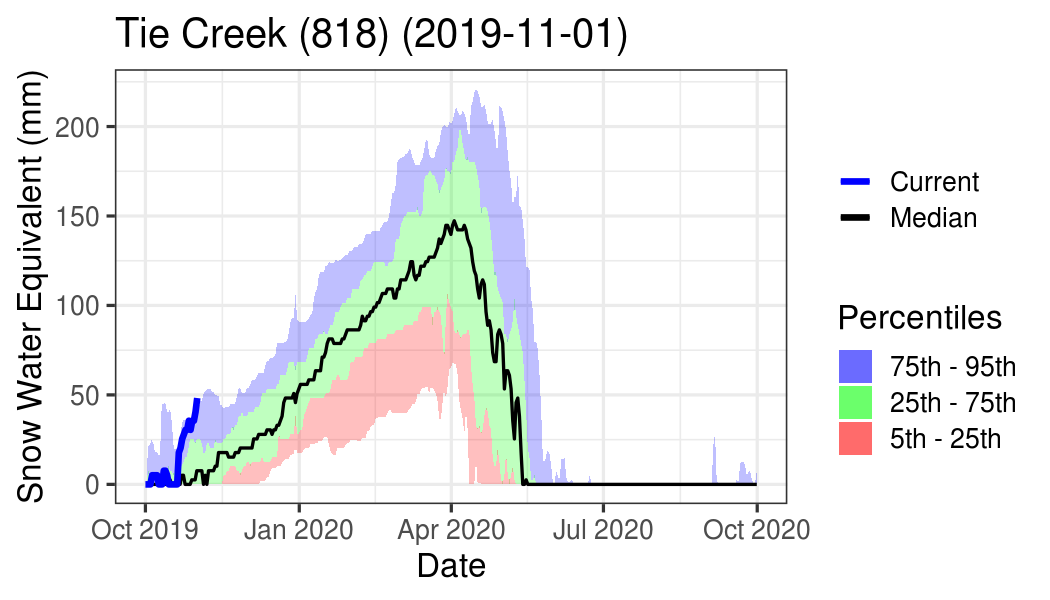 Tie Creek (818) (2019-11-01)
Snow Water Equivalent (mm)
200
150
100
50
0
Oct 2019
Jan 2020
Apr 2020
Jul 2020
Oct 2020
Date
Current
Median
Percentiles
75th - 95th
25th - 75th
5th - 25th